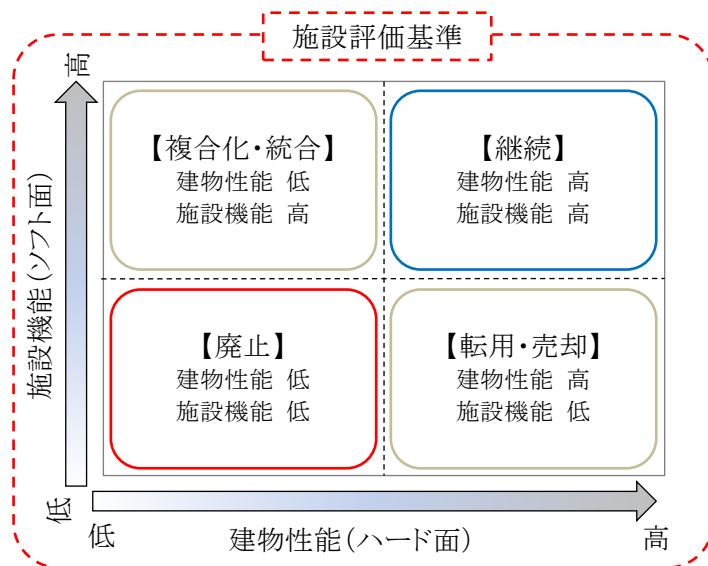 施設評価基準
高
施設機能(ソフト面)
低
【複合化・統合】
建物性能 低
施設機能 高
【継続】
建物性能 高
施設機能 高
【廃止】
建物性能 低
施設機能 低
【転用・売却】
建物性能 高
施設機能 低
低
建物性能(ハード面)
高